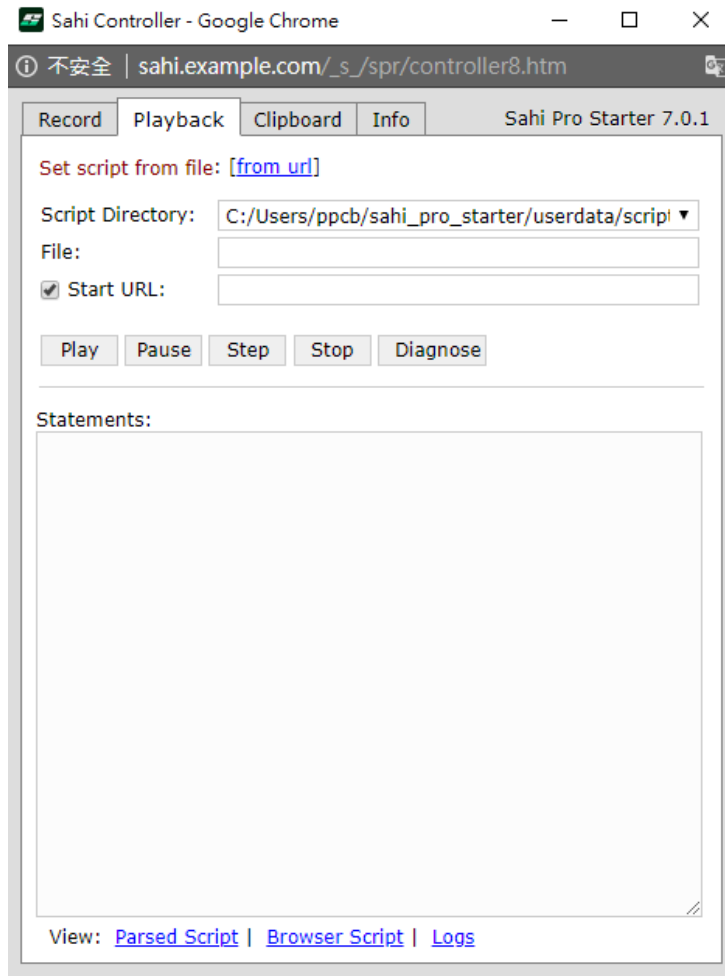 Sahi Controller - Google Chrome
不安全 | sahi.example.com/_s_/spr/controller8.htm
Record Playback Clipboard Info Sahi Pro Starter 7.0.1
Set script from file: [from url]
Script Directory: C:/Users/ppcb/sahi_pro_starter/userdata/script
File:
Start URL:
Play Pause Step Stop Diagnose
Statements:
View: Parsed Script | Browser Script | Logs